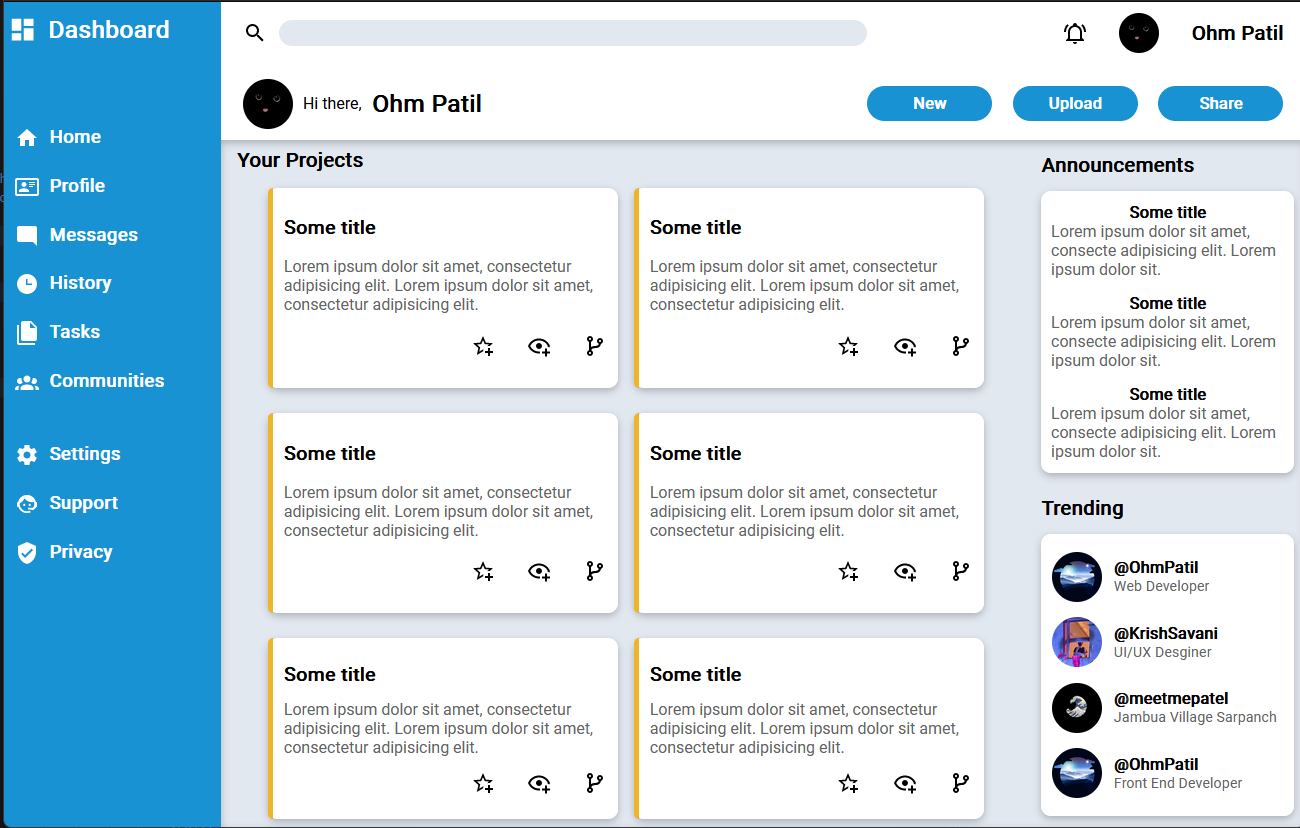 Dashboard
Home
Profile
Messages
History
Tasks
Communities
Settings
Support
Privacy
Ohm Patil
Hi there, Ohm Patil
New
Upload
Share
Your Projects
Some title
Lorem ipsum dolor sit amet, consectetur
adipisicing elit. Lorem ipsum dolor sit amet,
consectetur adipisicing elit.
Some title
Lorem ipsum dolor sit amet, consectetur
adipisicing elit. Lorem ipsum dolor sit amet,
consectetur adipisicing elit.
Some title
Lorem ipsum dolor sit amet, consectetur
adipisicing elit. Lorem ipsum dolor sit amet,
consectetur adipisicing elit.
Some title
Lorem ipsum dolor sit amet, consectetur
adipisicing elit. Lorem ipsum dolor sit amet,
consectetur adipisicing elit.
Some title
Lorem ipsum dolor sit amet, consectetur
adipisicing elit. Lorem ipsum dolor sit amet,
consectetur adipisicing elit.
Some title
Lorem ipsum dolor sit amet, consectetur
adipisicing elit. Lorem ipsum dolor sit amet,
consectetur adipisicing elit.
Announcements
Some title
Lorem ipsum dolor sit amet,
consecte adipisicing elit. Lorem
ipsum dolor sit.
Some title
Lorem ipsum dolor sit amet,
consecte adipisicing elit. Lorem
ipsum dolor sit.
Some title
Lorem ipsum dolor sit amet,
consecte adipisicing elit. Lorem
ipsum dolor sit.
Trending
@OhmPatil
Web Developer
@KrishSavani
UI/UX Desginer
@meetmepatel
Jambua Village Sarpanch
@OhmPatil
Front End Developer